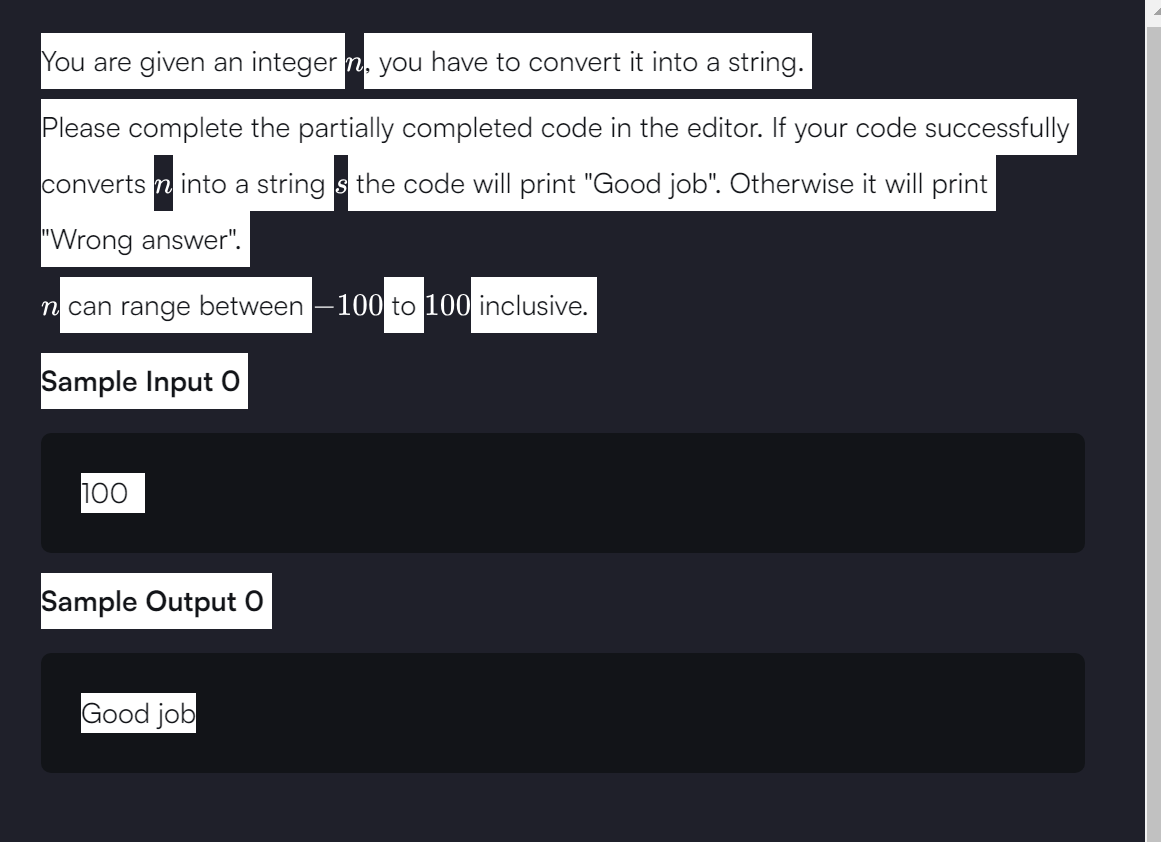 You are given an integer n, you have to convert it into a string.
Please complete the partially completed code in the editor. If your code successfully
converts n into a string s the code will print "Good job". Otherwise it will print
"Wrong answer".
n can range between −100 to 100 inclusive.
Sample Input 0
100
Sample Output 0
Good job